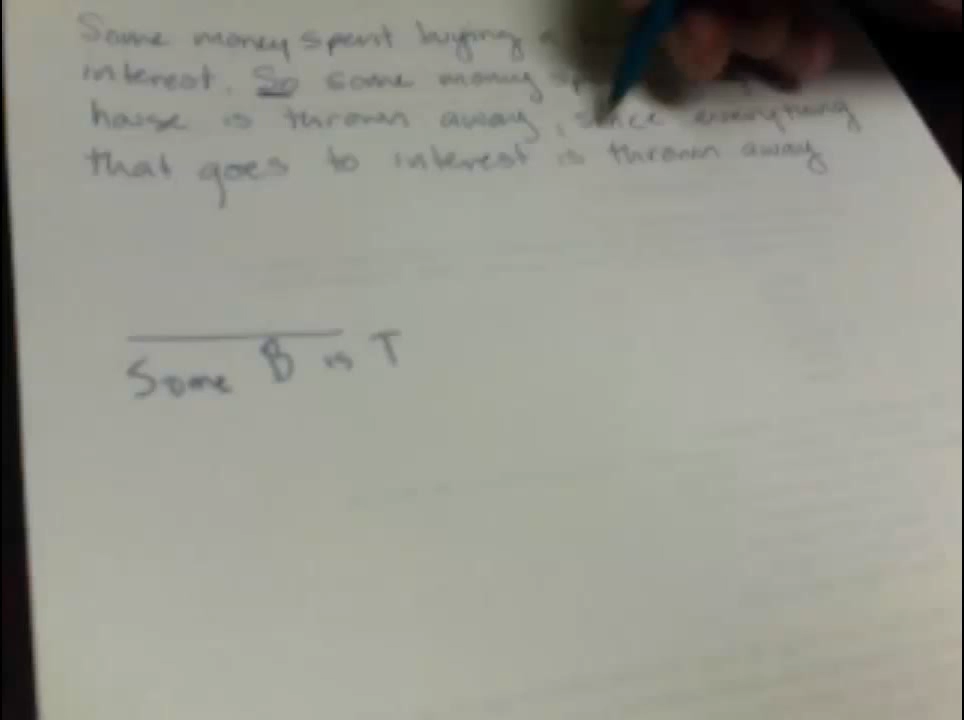 Some money spent buying a
interest. So some money
house is thrown away, since everything
that goes to interest is thrown away
Some B is T